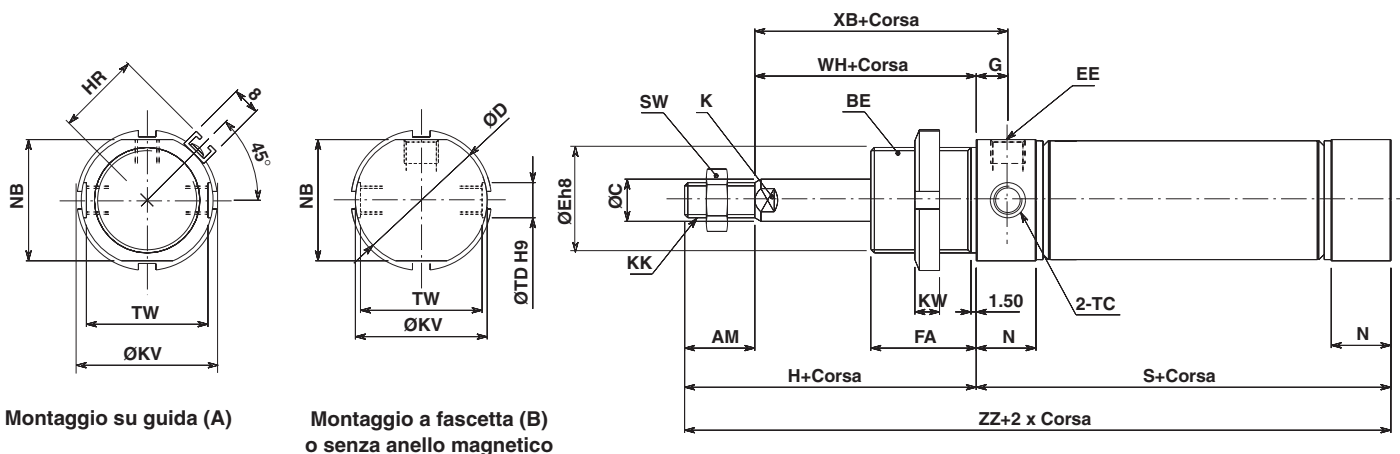 HR
8
45°
NB
TW
ØKV
Montaggio su guida (A)
ØD
NB
ØTD H9
TW
ØKV
Montaggio a fascetta (B)
o senza anello magnetico
XB+Corsa
WH+Corsa
G
EE
SW
K
BE
ØEh8
ØC
KK
KW
1.50
2-TC
AM
FA
N
N
H+Corsa
S+Corsa
ZZ+2 x Corsa